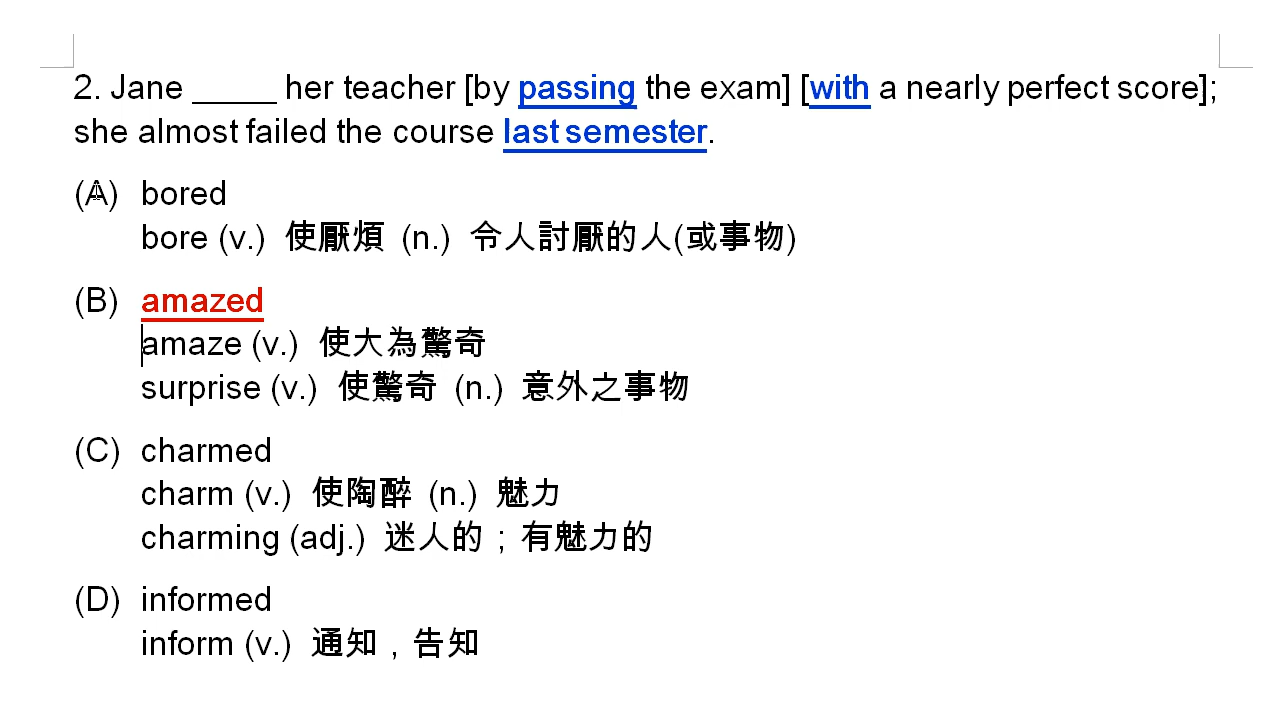 2. Jane _____ her teacher [by passing the exam] [with a nearly perfect score];
she almost failed the course last semester.
(A) bored
bore (v.) 使厭煩 (n.) 令人討厭的人(或事物)
(B) amazed
amaze (v.) 使大為驚奇
surprise (v.) 使驚奇 (n.) 意外之事物
(C) charmed
charm (v.) 使陶醉 (n.) 魅力
charming (adj.) 迷人的；有魅力的
(D) informed
inform (v.) 通知，告知